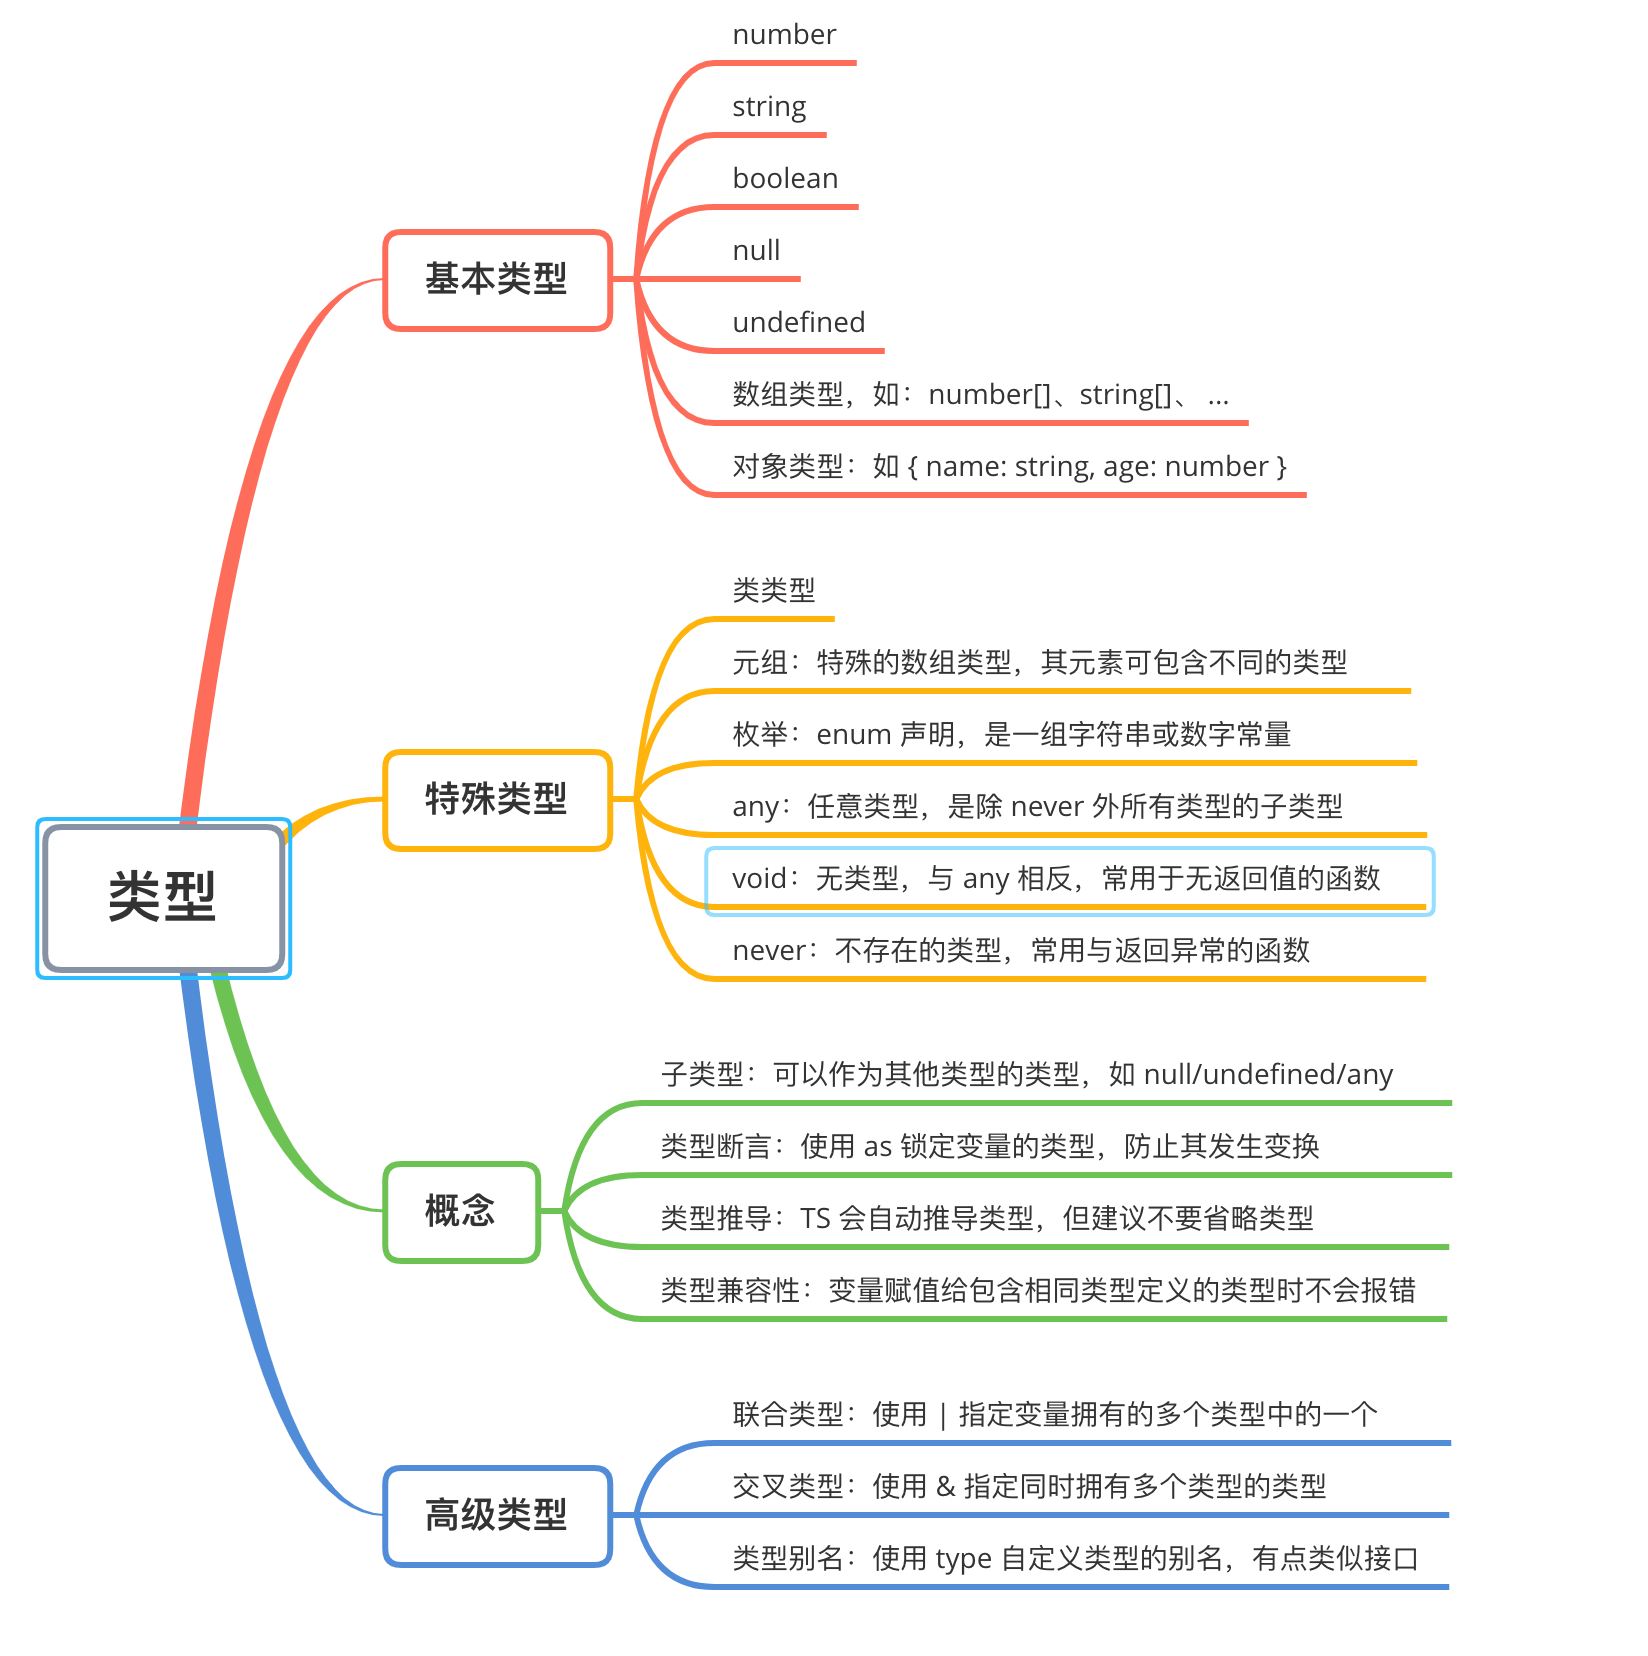 类型
基本类型
number
string
boolean
null
undefined
数组类型，如：number[]、string[]、 ...
对象类型：如 { name: string, age: number }
特殊类型
类类型
元组：特殊的数组类型，其元素可包含不同的类型
枚举：enum 声明，是一组字符串或数字常量
any：任意类型，是除 never 外所有类型的子类型
void：无类型，与 any 相反，常用于无返回值的函数
never：不存在的类型，常用与返回异常的函数
概念
子类型：可以作为其他类型的类型，如 null/undefined/any
类型断言：使用 as 锁定变量的类型，防止其发生变换
类型推导：TS 会自动推导类型，但建议不要省略类型
类型兼容性：变量赋值给包含相同类型定义的类型时不会报错
高级类型
联合类型：使用 | 指定变量拥有的多个类型中的一个
交叉类型：使用 & 指定同时拥有多个类型的类型
类型别名：使用 type 自定义类型的别名，有点类似接口